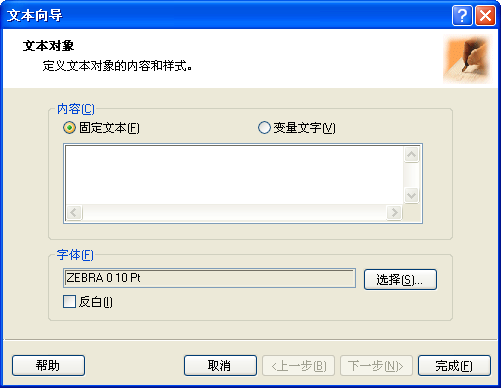 文本向导
文本对象
定义文本对象的内容和样式。
内容(C)
固定文本(F) 变量文字(V)
字体(F)
ZEBRA 0 10 Pt 选择(S)...
反白(I)
帮助 取消 <上一步(B) 下一步(N)> 完成(F)